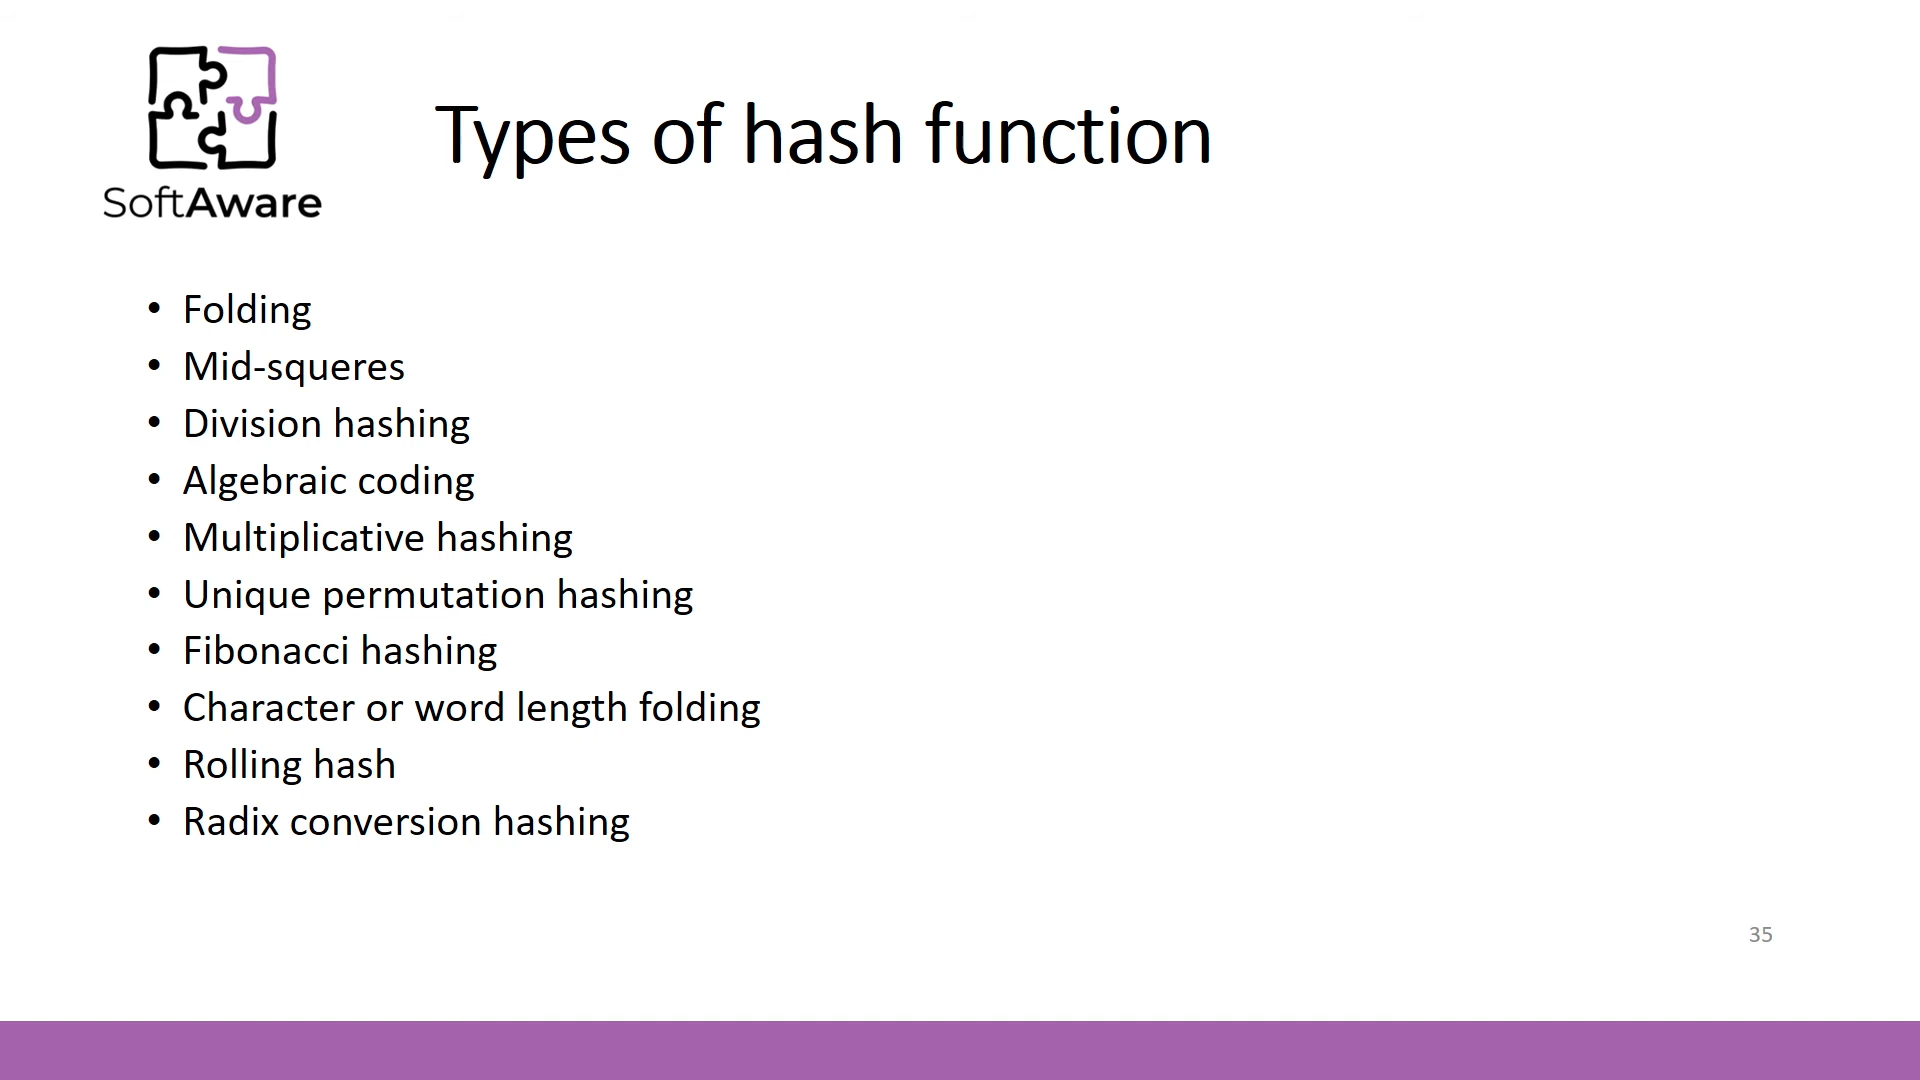 SoftAware
Types of hash function
• Folding
• Mid-squeres
• Division hashing
• Algebraic coding
• Multiplicative hashing
• Unique permutation hashing
• Fibonacci hashing
• Character or word length folding
• Rolling hash
• Radix conversion hashing
35